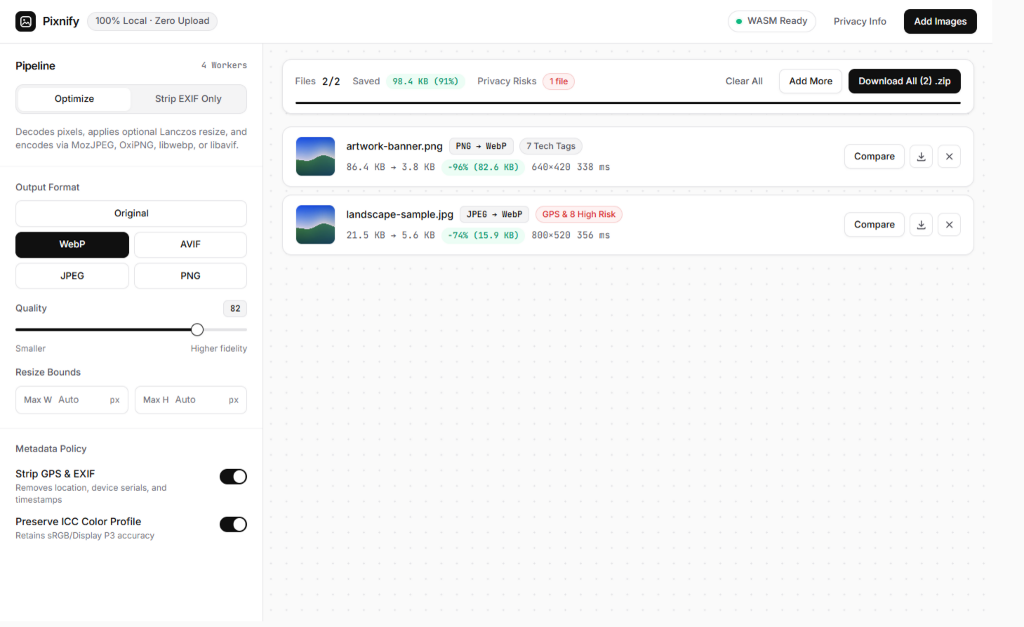 Pixnify 100% Local · Zero Upload WASM Ready Privacy Info Add Images
Pipeline 4 Workers
Optimize Strip EXIF Only
Decodes pixels, applies optional Lanczos resize, and
encodes via MozJPEG, OxiPNG, libwebp, or libavif.
Output Format
Original
WebP AVIF
JPEG PNG
Quality 82
Smaller Higher fidelity
Resize Bounds
Max W Auto px Max H Auto px
Metadata Policy
Strip GPS & EXIF
Removes location, device serials, and
timestamps
Preserve ICC Color Profile
Retains sRGB/Display P3 accuracy
Files 2/2 Saved 98.4 KB (91%) Privacy Risks 1 file Clear All Add More Download All (2) .zip
artwork-banner.png PNG → WebP 7 Tech Tags
86.4 KB → 3.8 KB -96% (82.6 KB) 640×420 338 ms
Compare
landscape-sample.jpg JPEG → WebP GPS & 8 High Risk
21.5 KB → 5.6 KB -74% (15.9 KB) 800×520 356 ms
Compare